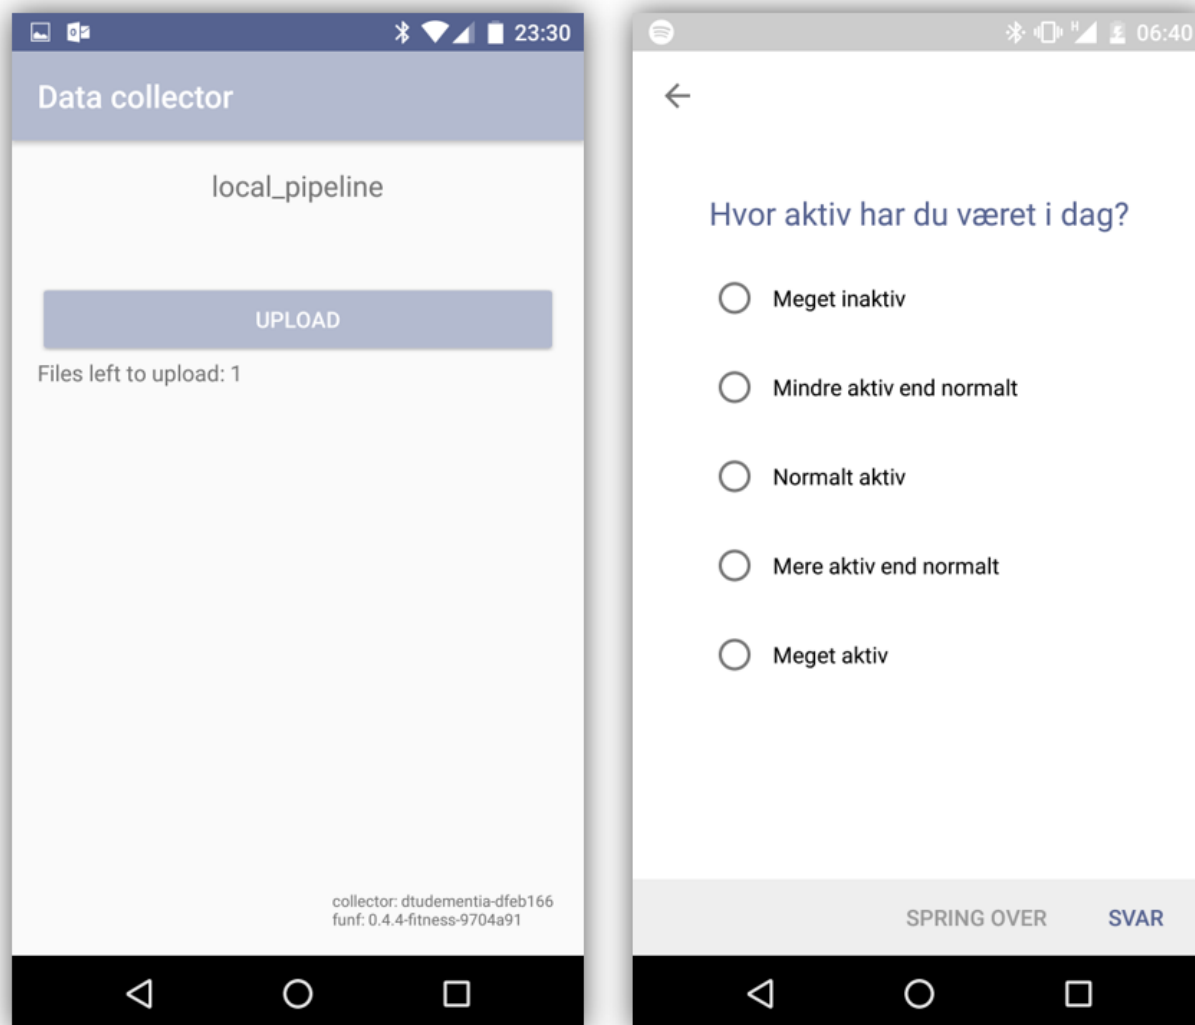 23:30
Data collector
local_pipeline
UPLOAD
Files left to upload: 1
collector: dtudementia-dfeb166
funf: 0.4.4-fitness-9704a91
H
06:40
Hvor aktiv har du været i dag?
Meget inaktiv
Mindre aktiv end normalt
Normalt aktiv
Mere aktiv end normalt
Meget aktiv
SPRING OVER SVAR